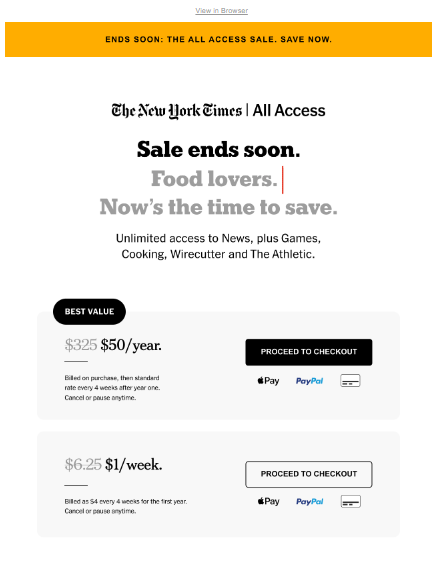 View in Browser
ENDS SOON: THE ALL ACCESS SALE. SAVE NOW.
The New York Times | All Access
Sale ends soon.
Food lovers.
Now's the time to save.
Unlimited access to News, plus Games,
Cooking, Wirecutter and The Athletic.
BEST VALUE
$325 $50/year.
Billed on purchase, then standard
rate every 4 weeks after year one.
Cancel or pause anytime.
PROCEED TO CHECKOUT
Pay PayPal
$6.25 $1/week.
Billed as $4 every 4 weeks for the first year.
Cancel or pause anytime.
PROCEED TO CHECKOUT
Pay PayPal